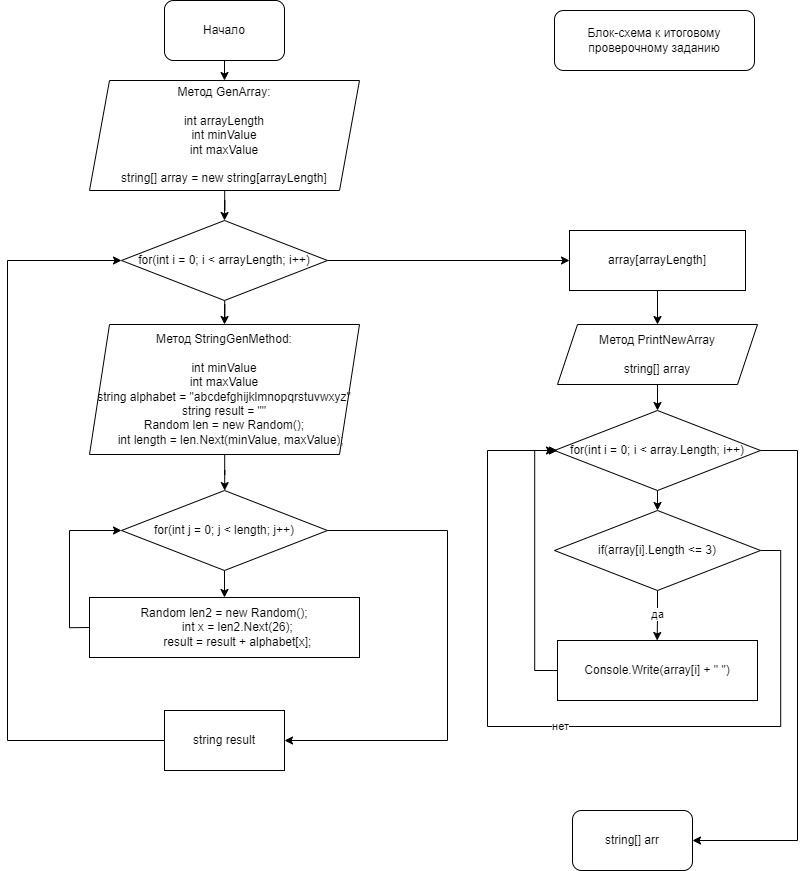 Начало
Блок-схема к итоговому
проверочному заданию
Метод GenArray:
int arrayLength
int minValue
int maxValue
string[] array = new string[arrayLength]
for(int i = 0; i < arrayLength; i++)
array[arrayLength]
Метод StringGenMethod:
int minValue
int maxValue
string alphabet = "abcdefghijklmnopqrstuvwxyz"
string result = ""
Random len = new Random();
int length = len.Next(minValue, maxValue);
Метод PrintNewArray
string[] array
for(int i = 0; i < array.Length; i++)
for(int j = 0; j < length; j++)
if(array[i].Length <= 3)
да
Random len2 = new Random();
int x = len2.Next(26);
result = result + alphabet[x];
Console.Write(array[i] + " ")
нет
string result
string[] arr